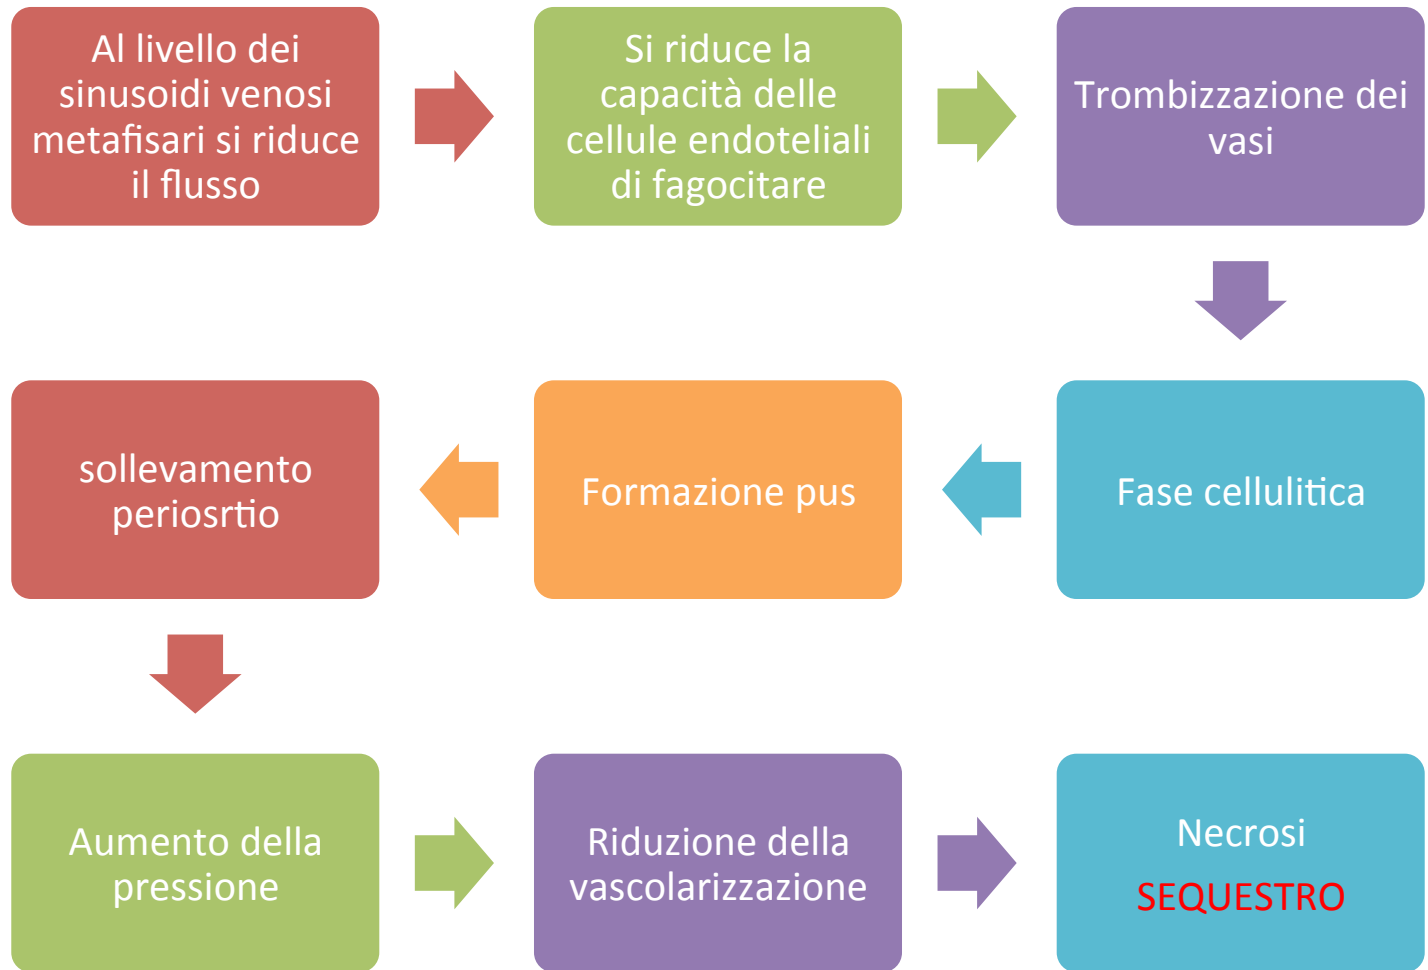 Al livello dei
sinusoidi venosi
metafisari si riduce
il flusso
Si riduce la
capacità delle
cellule endoteliali
di fagocitare
Trombizzazione dei
vasi
Fase cellulitica
Formazione pus
sollevamento
periosrtio
Aumento della
pressione
Riduzione della
vascolarizzazione
Necrosi
SEQUESTRO